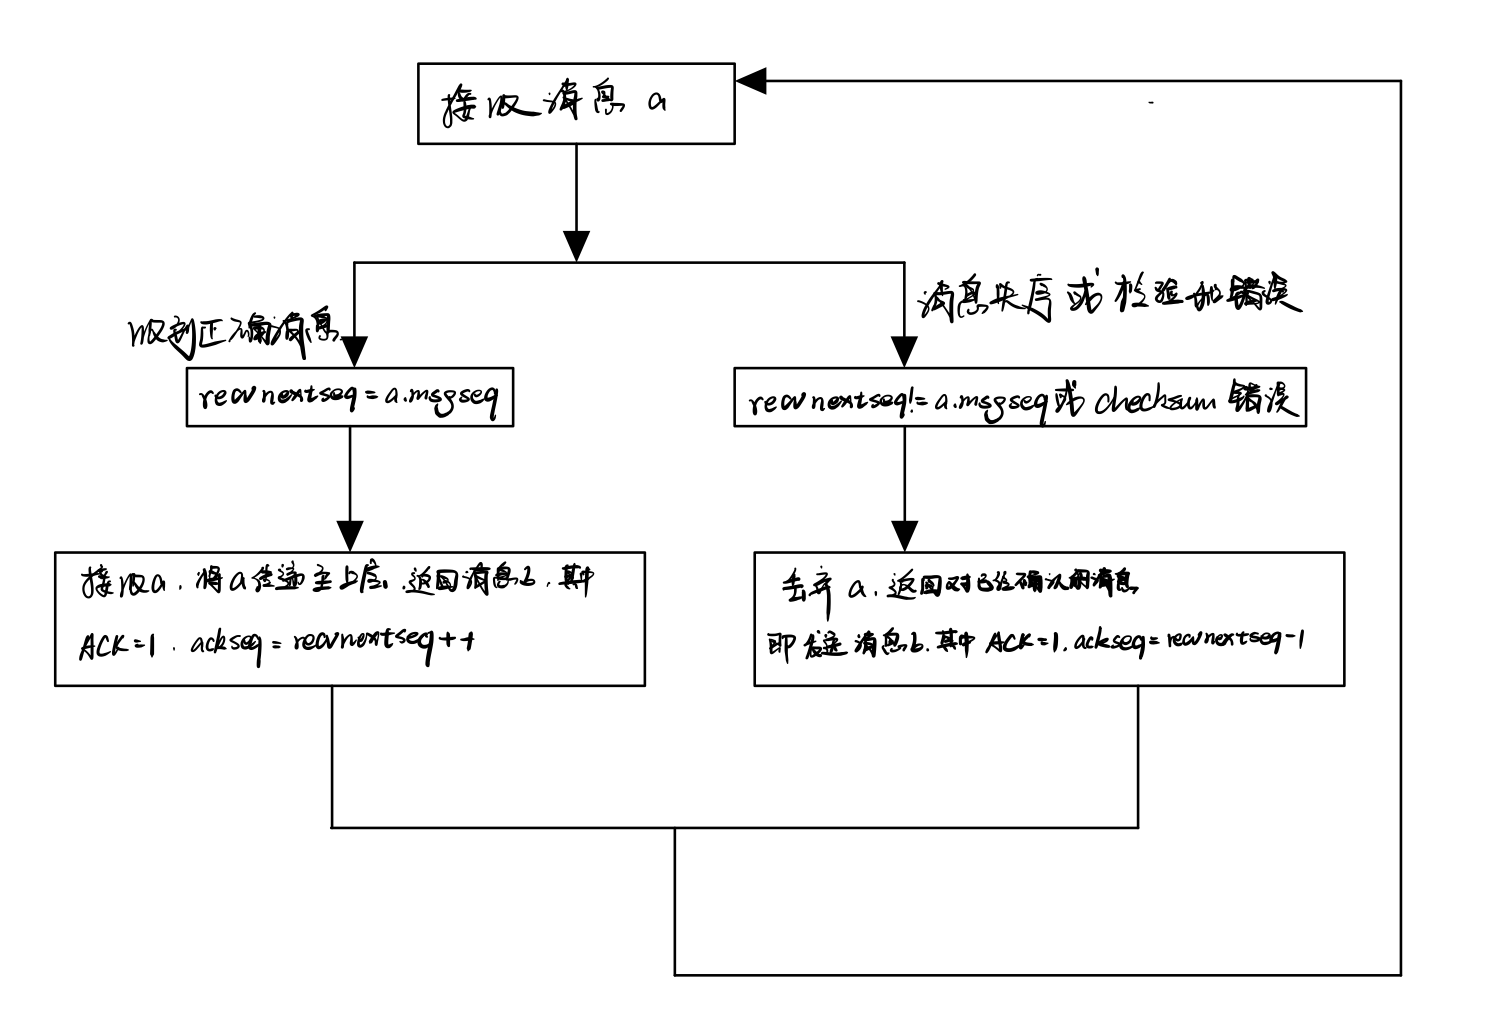 接收消息 a
收到正确消息
消息失序或检验和错误
recvnextseq = a.msgseq
recvnextseq != a.msgseq 或 checksum 错误
接收a,将a传递至上层,返回消息b,其中
ACK=1, ackseq = recvnextseq++
丢弃 a,返回对已经确认的消息
即发送消息b,其中 ACK=1, ackseq = recvnextseq-1